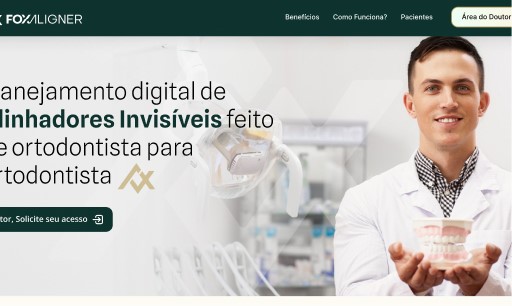 FOXALIGNER
Benefícios Como Funciona? Pacientes Área do Doutor
anejamento digital de
linhadores Invisíveis feito
e ortodontista para
rtodontista
tor, Solicite seu acesso